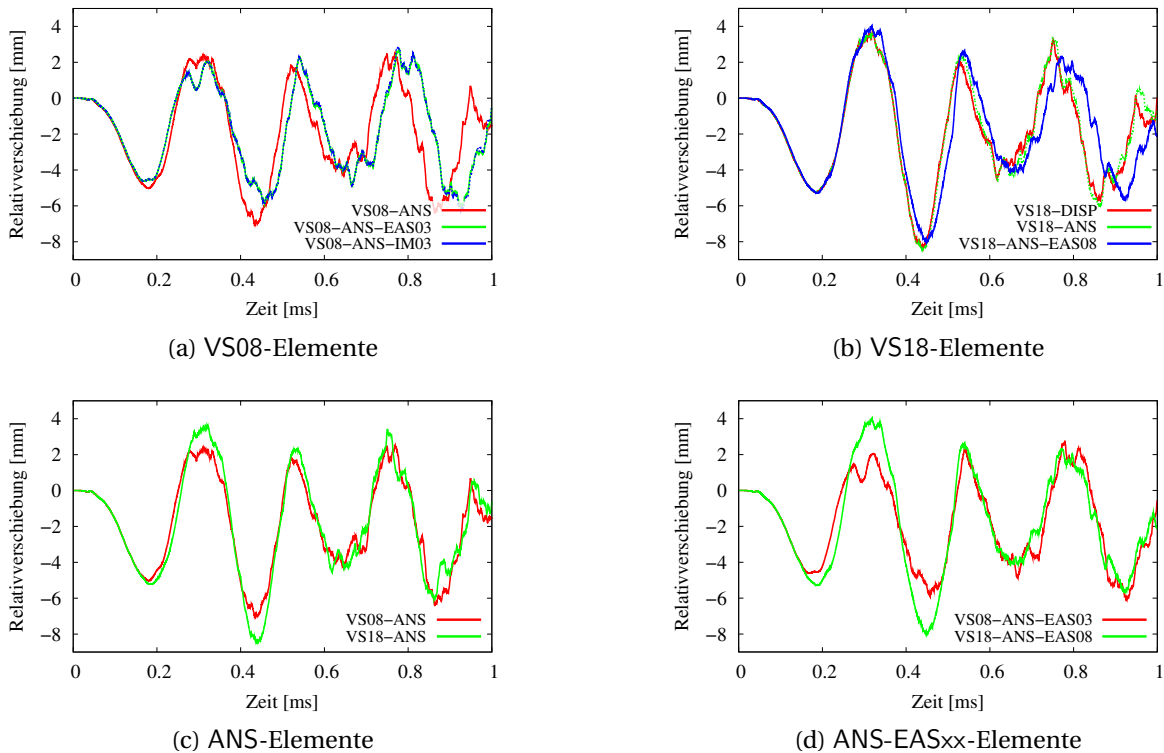 Relativverschiebung [mm]
4
2
0
−2
−4
−6
−8
VS08−ANS
VS08−ANS−EAS03
VS08−ANS−IM03
0 0.2 0.4 0.6 0.8 1
Zeit [ms]
(a) VS08-Elemente
Relativverschiebung [mm]
4
2
0
−2
−4
−6
−8
VS18−DISP
VS18−ANS
VS18−ANS−EAS08
0 0.2 0.4 0.6 0.8 1
Zeit [ms]
(b) VS18-Elemente
Relativverschiebung [mm]
4
2
0
−2
−4
−6
−8
VS08−ANS
VS18−ANS
0 0.2 0.4 0.6 0.8 1
Zeit [ms]
(c) ANS-Elemente
Relativverschiebung [mm]
4
2
0
−2
−4
−6
−8
VS08−ANS−EAS03
VS18−ANS−EAS08
0 0.2 0.4 0.6 0.8 1
Zeit [ms]
(d) ANS-EASxx-Elemente